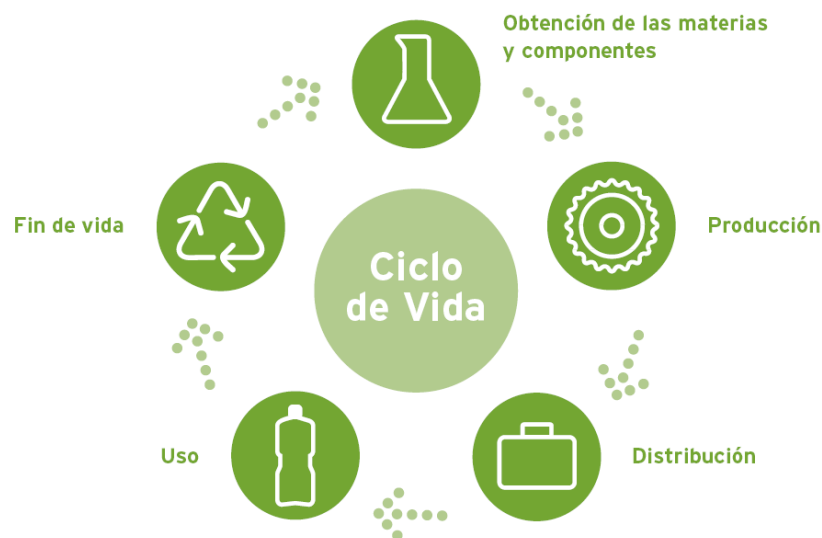 Obtención de las materias
y componentes
Producción
Distribución
Uso
Fin de vida
Ciclo
de Vida